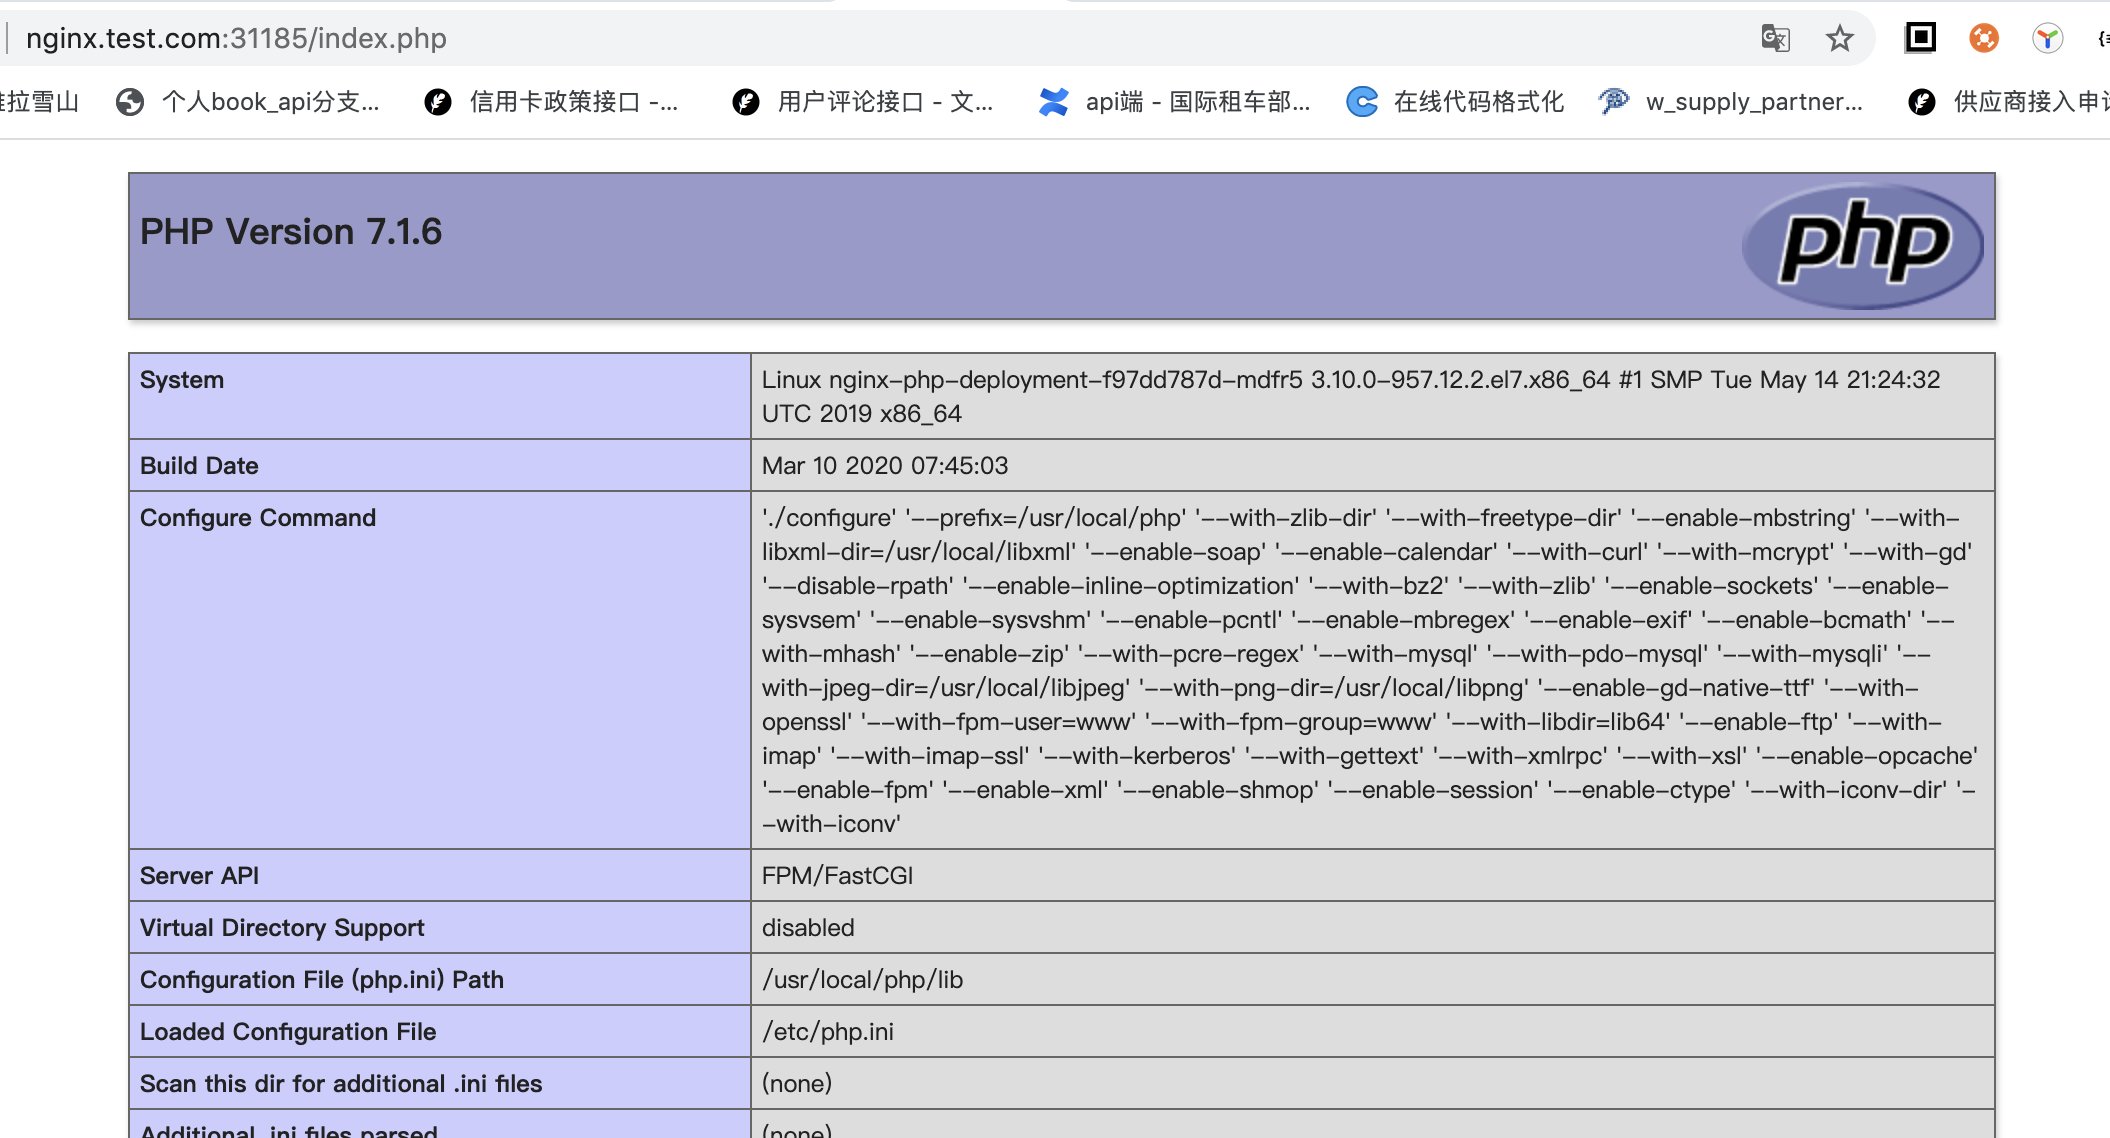 nginx.test.com:31185/index.php
拉雪山 个人book_api分支... 信用卡政策接口 -... 用户评论接口 - 文... api端 - 国际租车部... 在线代码格式化 w_supply_partner... 供应商接入申
PHP Version 7.1.6
php
System Linux nginx-php-deployment-f97dd787d-mdfr5 3.10.0-957.12.2.el7.x86_64 #1 SMP Tue May 14 21:24:32
UTC 2019 x86_64
Build Date Mar 10 2020 07:45:03
Configure Command './configure' '--prefix=/usr/local/php' '--with-zlib-dir' '--with-freetype-dir' '--enable-mbstring' '--with-
libxml-dir=/usr/local/libxml' '--enable-soap' '--enable-calendar' '--with-curl' '--with-mcrypt' '--with-gd'
'--disable-rpath' '--enable-inline-optimization' '--with-bz2' '--with-zlib' '--enable-sockets' '--enable-
sysvsem' '--enable-sysvshm' '--enable-pcntl' '--enable-mbregex' '--enable-exif' '--enable-bcmath' '--
with-mhash' '--enable-zip' '--with-pcre-regex' '--with-mysql' '--with-pdo-mysql' '--with-mysqli' '--
with-jpeg-dir=/usr/local/libjpeg' '--with-png-dir=/usr/local/libpng' '--enable-gd-native-ttf' '--with-
openssl' '--with-fpm-user=www' '--with-fpm-group=www' '--with-libdir=lib64' '--enable-ftp' '--with-
imap' '--with-imap-ssl' '--with-kerberos' '--with-gettext' '--with-xmlrpc' '--with-xsl' '--enable-opcache'
'--enable-fpm' '--enable-xml' '--enable-shmop' '--enable-session' '--enable-ctype' '--with-iconv-dir' '-
-with-iconv'
Server API FPM/FastCGI
Virtual Directory Support disabled
Configuration File (php.ini) Path /usr/local/php/lib
Loaded Configuration File /etc/php.ini
Scan this dir for additional .ini files (none)
Additional .ini files parsed (none)